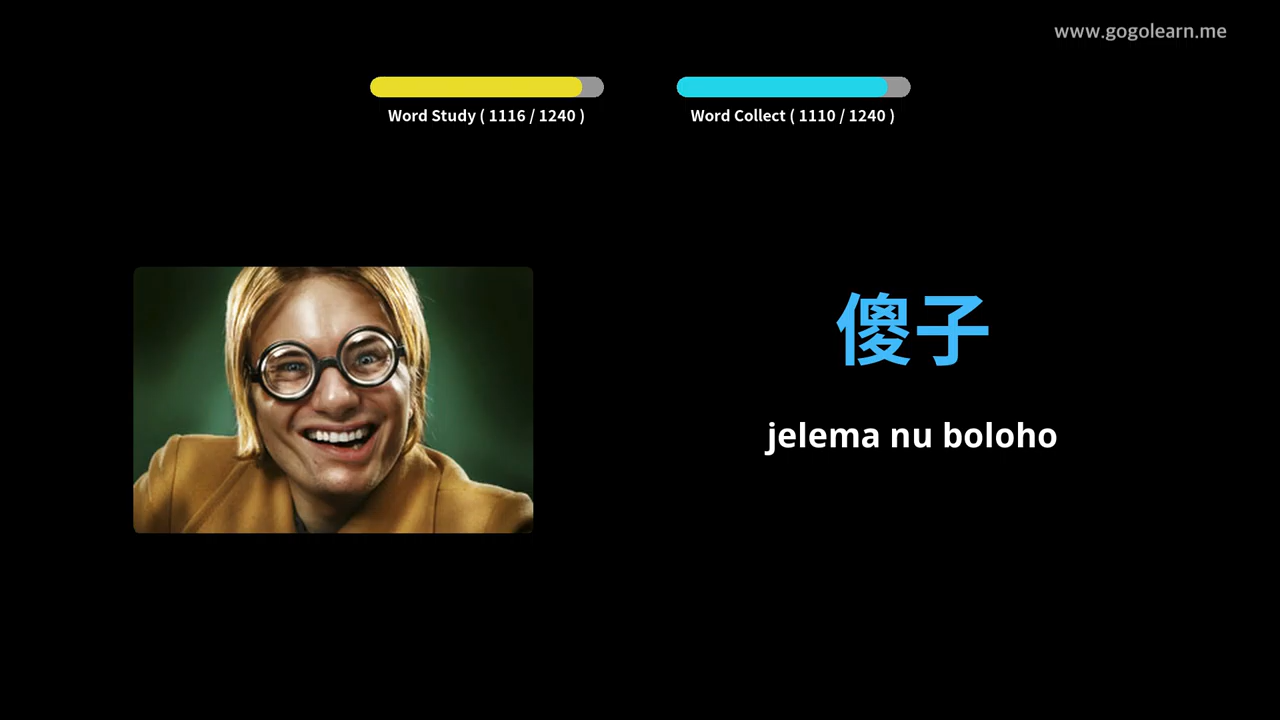 www.gogolearn.me
Word Study ( 1116 / 1240 )
Word Collect ( 1110 / 1240 )
傻子
jelema nu boloho